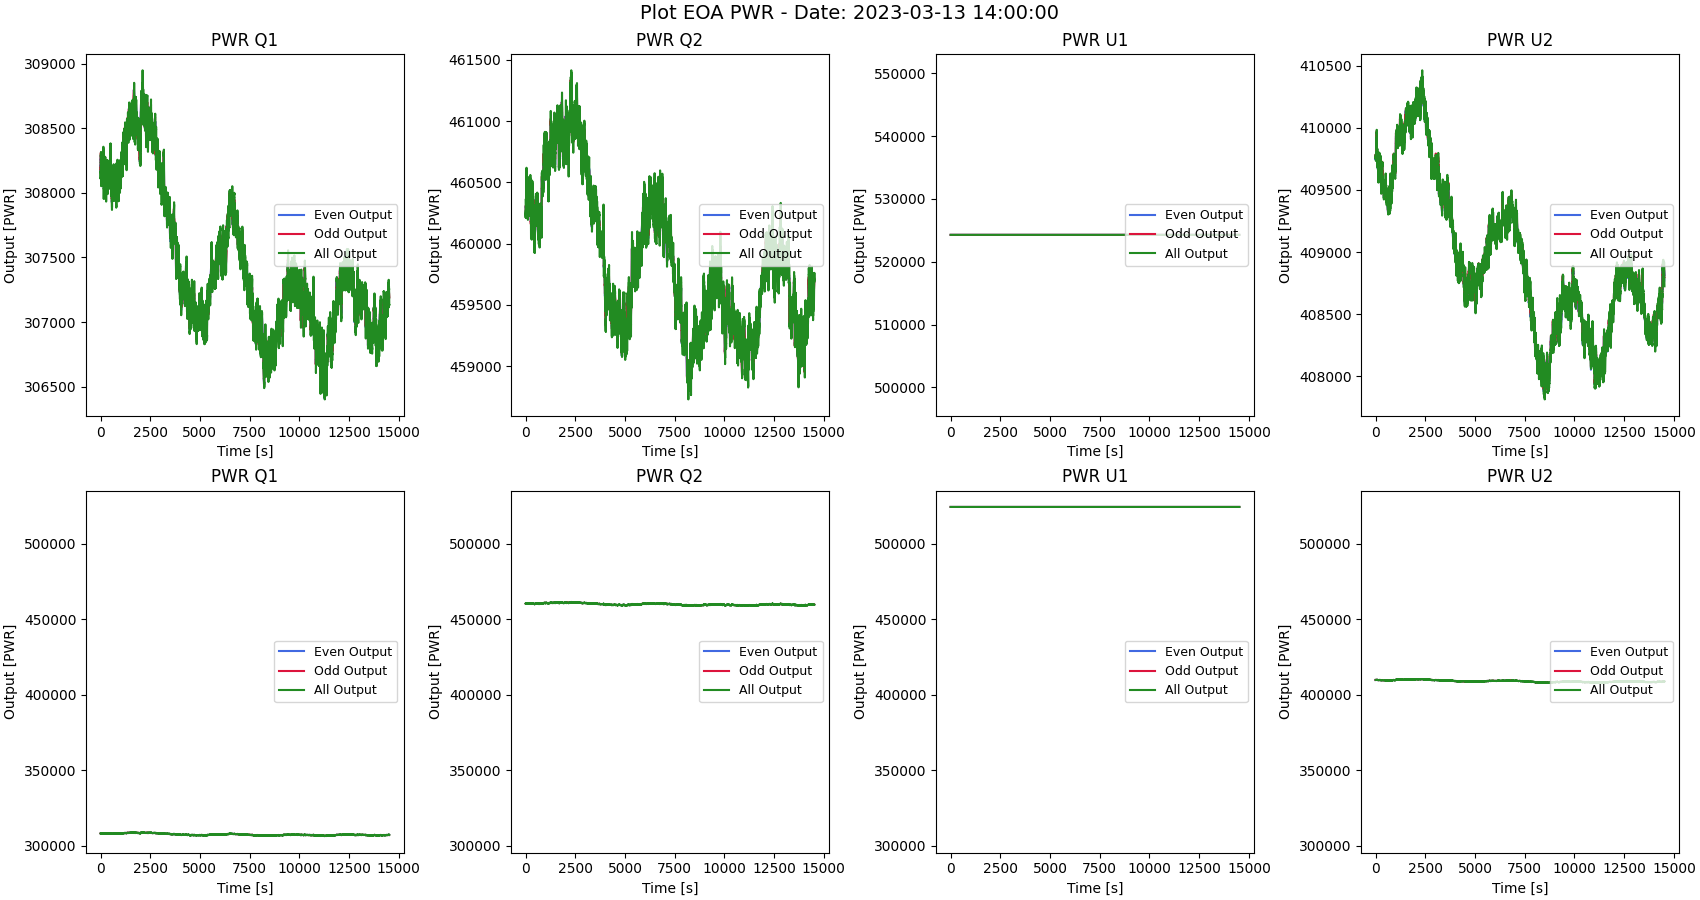 Plot EOA PWR - Date: 2023-03-13 14:00:00
PWR Q1
Output [PWR]
309000
308500
308000
307500
307000
306500
Even Output
Odd Output
All Output
0 2500 5000 7500 10000 12500 15000
Time [s]
PWR Q2
Output [PWR]
461500
461000
460500
460000
459500
459000
Even Output
Odd Output
All Output
0 2500 5000 7500 10000 12500 15000
Time [s]
PWR U1
Output [PWR]
550000
540000
530000
520000
510000
500000
Even Output
Odd Output
All Output
0 2500 5000 7500 10000 12500 15000
Time [s]
PWR U2
Output [PWR]
410500
410000
409500
409000
408500
408000
Even Output
Odd Output
All Output
0 2500 5000 7500 10000 12500 15000
Time [s]
PWR Q1
Output [PWR]
500000
450000
400000
350000
300000
Even Output
Odd Output
All Output
0 2500 5000 7500 10000 12500 15000
Time [s]
PWR Q2
Output [PWR]
500000
450000
400000
350000
300000
Even Output
Odd Output
All Output
0 2500 5000 7500 10000 12500 15000
Time [s]
PWR U1
Output [PWR]
500000
450000
400000
350000
300000
Even Output
Odd Output
All Output
0 2500 5000 7500 10000 12500 15000
Time [s]
PWR U2
Output [PWR]
500000
450000
400000
350000
300000
Even Output
Odd Output
All Output
0 2500 5000 7500 10000 12500 15000
Time [s]